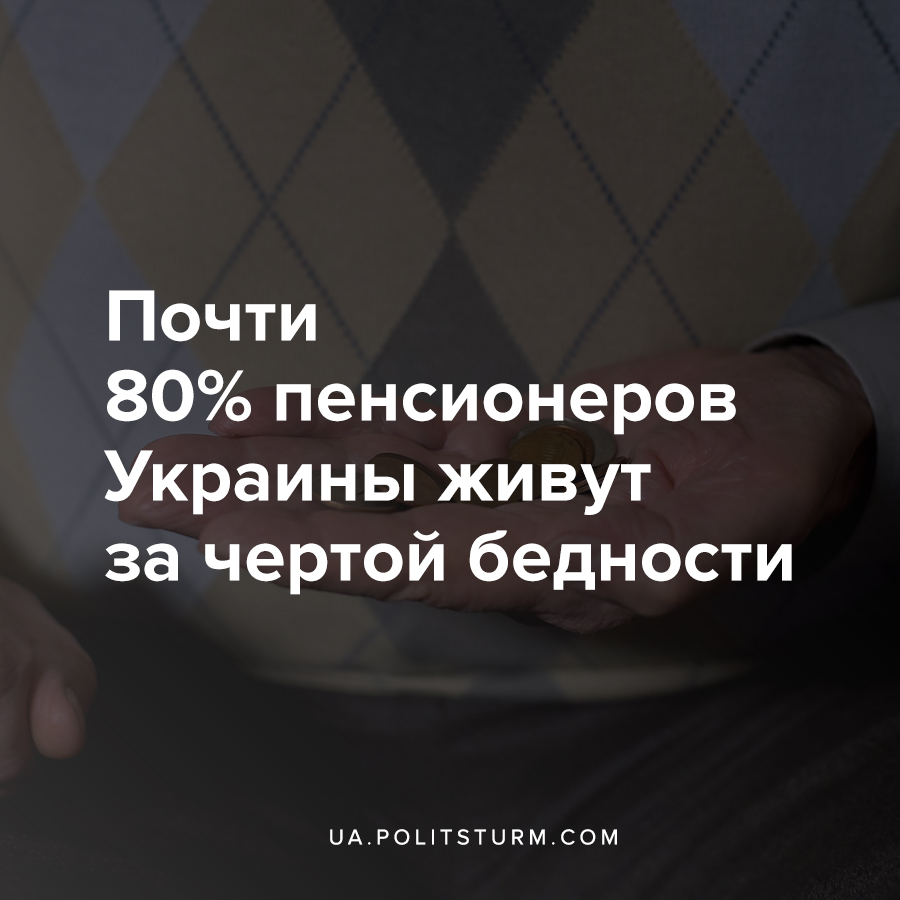 Почти
80% пенсионеров
Украины живут
за чертой бедности
UA.POLITSTURM.COM